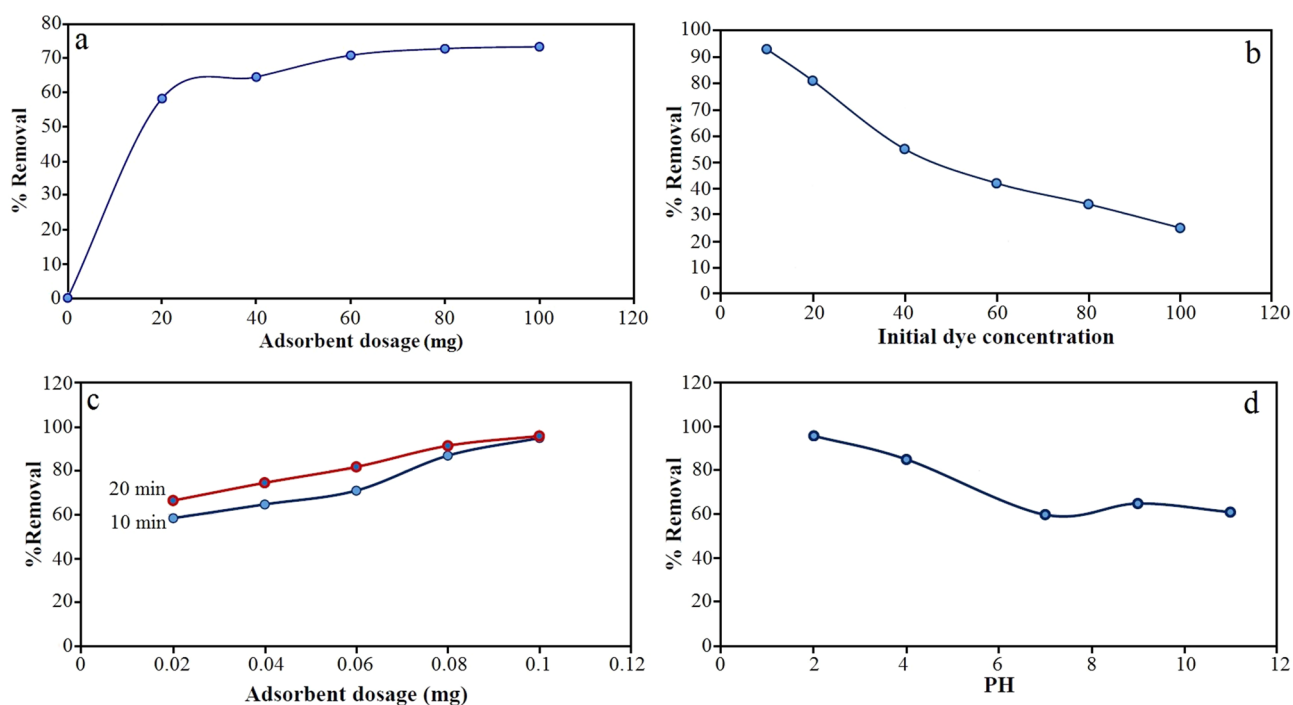 a
80
70
60
50
40
30
20
10
0
% Removal
0 20 40 60 80 100 120
Adsorbent dosage (mg)
b
100
90
80
70
60
50
40
30
20
10
0
% Removal
0 20 40 60 80 100 120
Initial dye concentration
c
120
100
80
60
40
20
0
%Removal
20 min
10 min
0 0.02 0.04 0.06 0.08 0.1 0.12
Adsorbent dosage (mg)
d
120
100
80
60
40
20
0
% Removal
0 2 4 6 8 10 12
PH